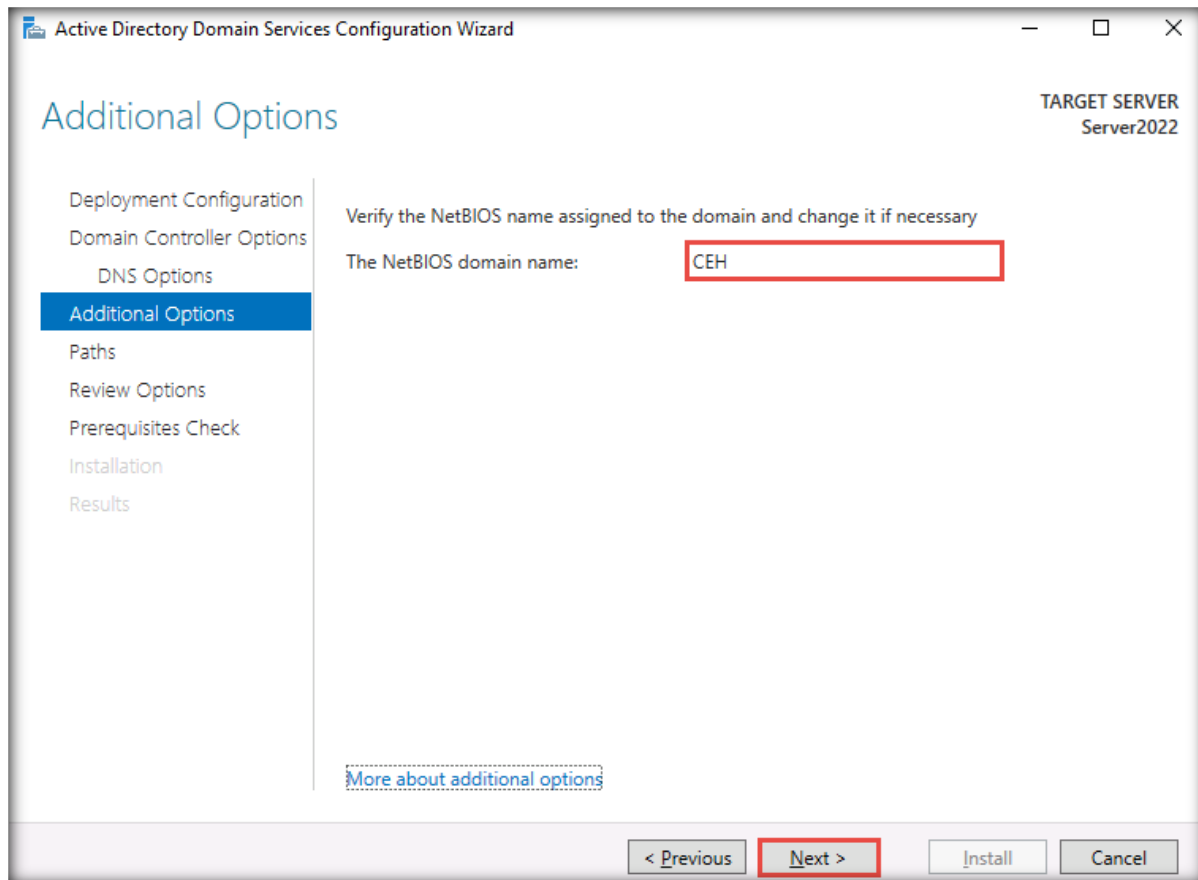 Active Directory Domain Services Configuration Wizard
Additional Options
TARGET SERVER
Server2022
Deployment Configuration
Domain Controller Options
DNS Options
Additional Options
Paths
Review Options
Prerequisites Check
Installation
Results
Verify the NetBIOS name assigned to the domain and change it if necessary
The NetBIOS domain name: CEH
More about additional options
< Previous Next > Install Cancel